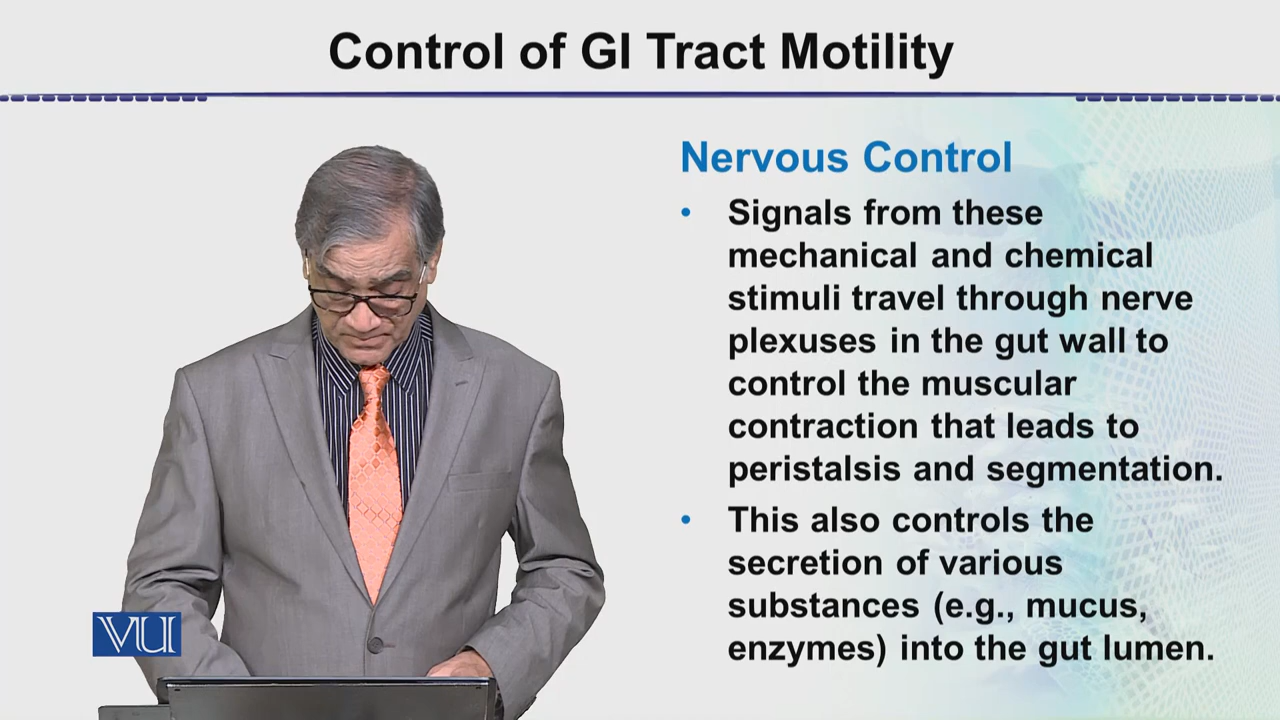 Control of GI Tract Motility
Nervous Control
• Signals from these
mechanical and chemical
stimuli travel through nerve
plexuses in the gut wall to
control the muscular
contraction that leads to
peristalsis and segmentation.
• This also controls the
secretion of various
substances (e.g., mucus,
enzymes) into the gut lumen.
VU